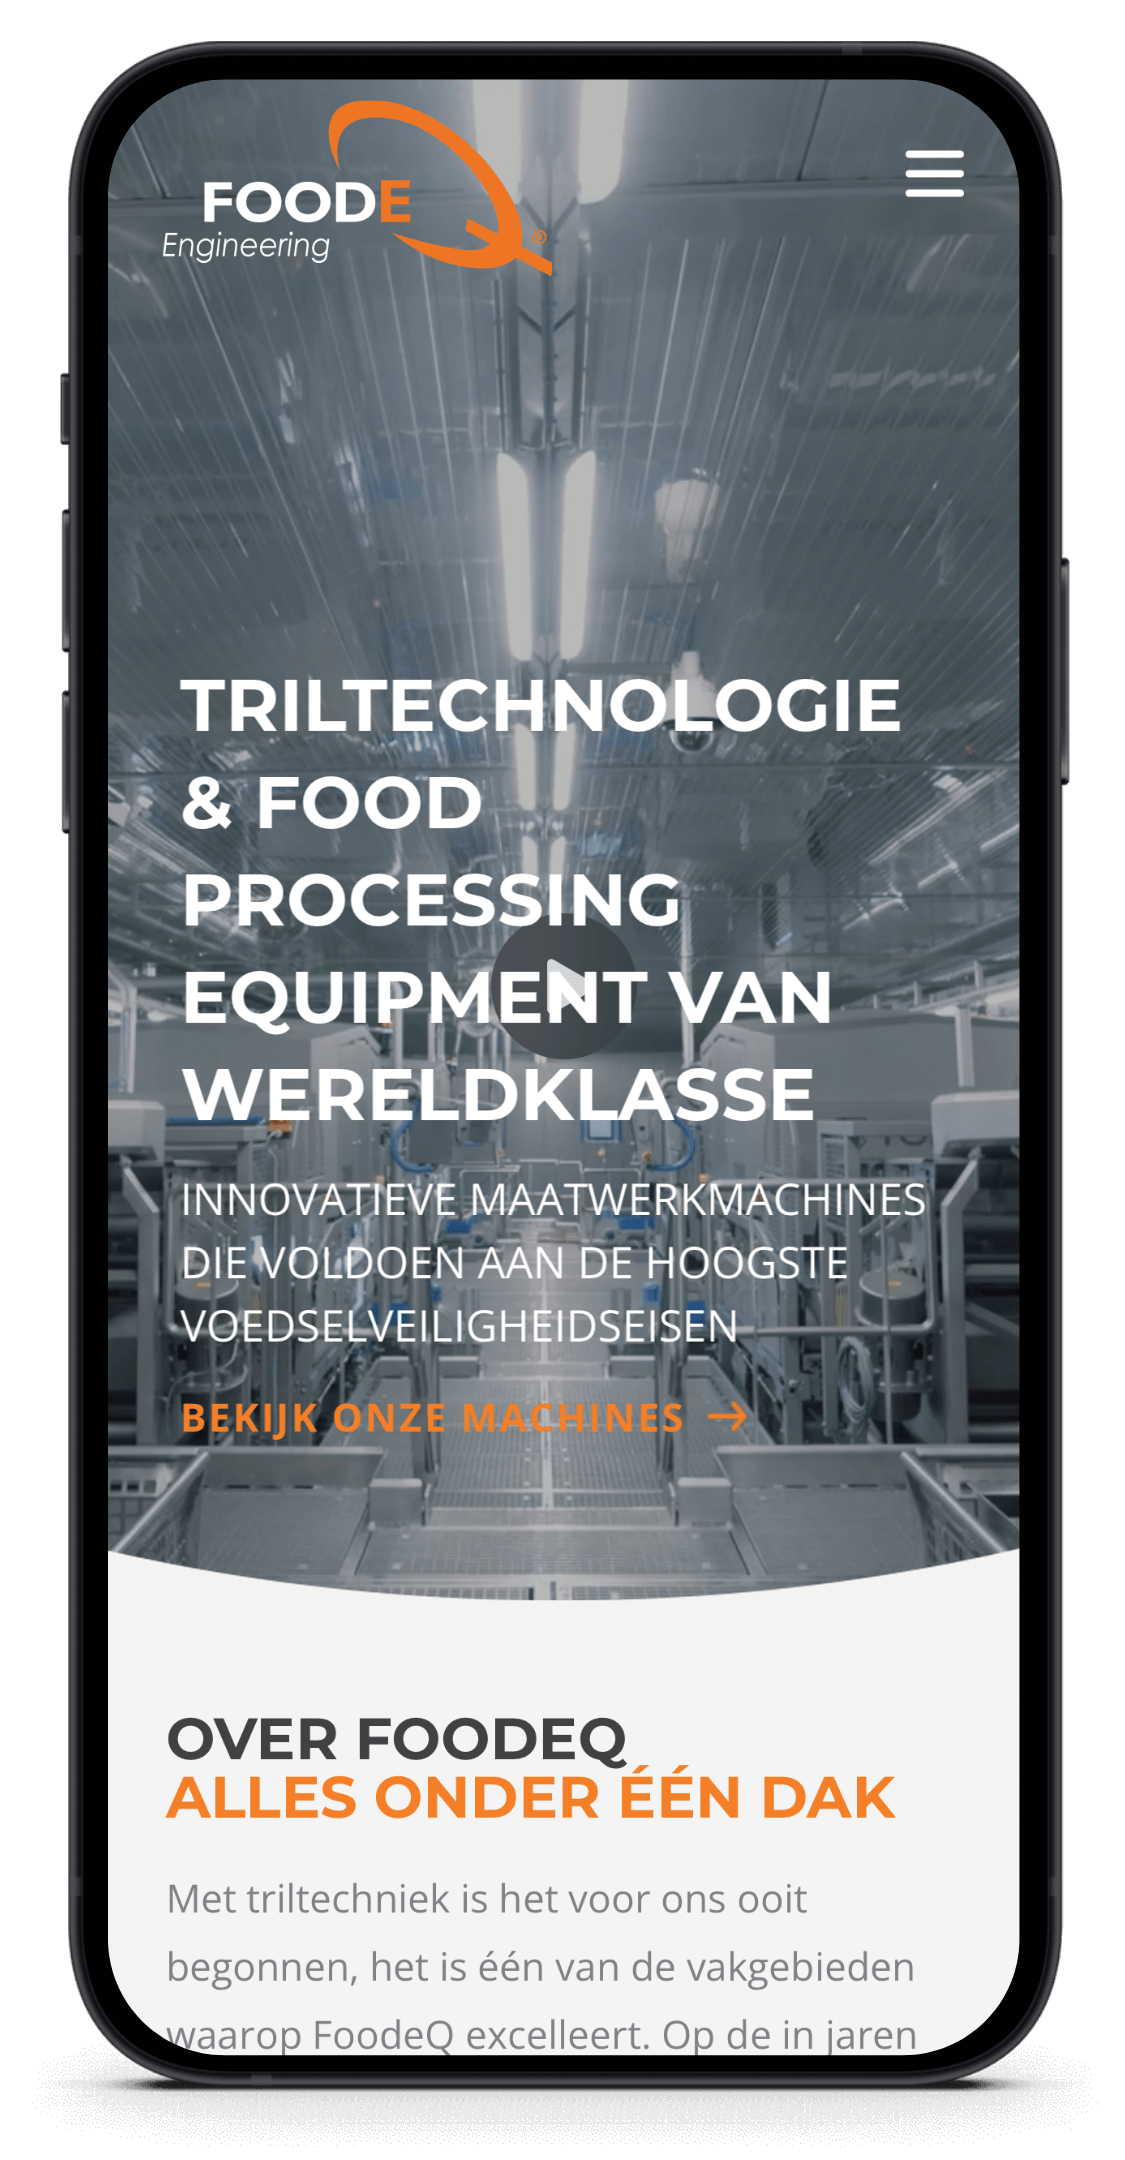 FOODEQ®
Engineering
TRILTECHNOLOGIE
& FOOD
PROCESSING
EQUIPMENT VAN
WERELDKLASSE
INNOVATIEVE MAATWERKMACHINES
DIE VOLDOEN AAN DE HOOGSTE
VOEDSELVEILIGHEIDSEISEN
BEKIJK ONZE MACHINES →
OVER FOODEQ
ALLES ONDER ÉÉN DAK
Met triltechniek is het voor ons ooit
begonnen, het is één van de vakgebieden
waarop FoodeQ excelleert. Op de in jaren